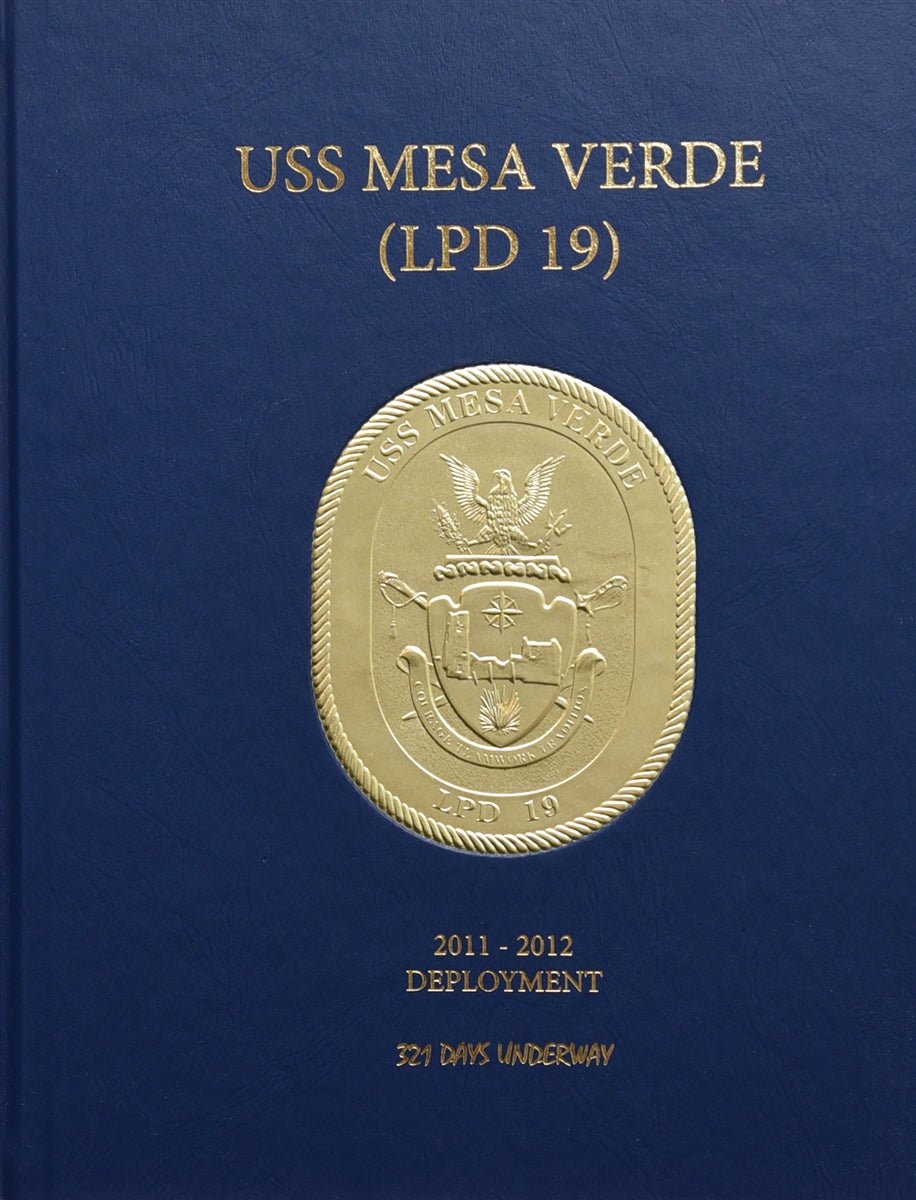 USS MESA VERDE
(LPD 19)
USS MESA VERDE
COURAGE TEAMWORK TRADITION
LPD 19
2011 - 2012
DEPLOYMENT
321 DAYS UNDERWAY